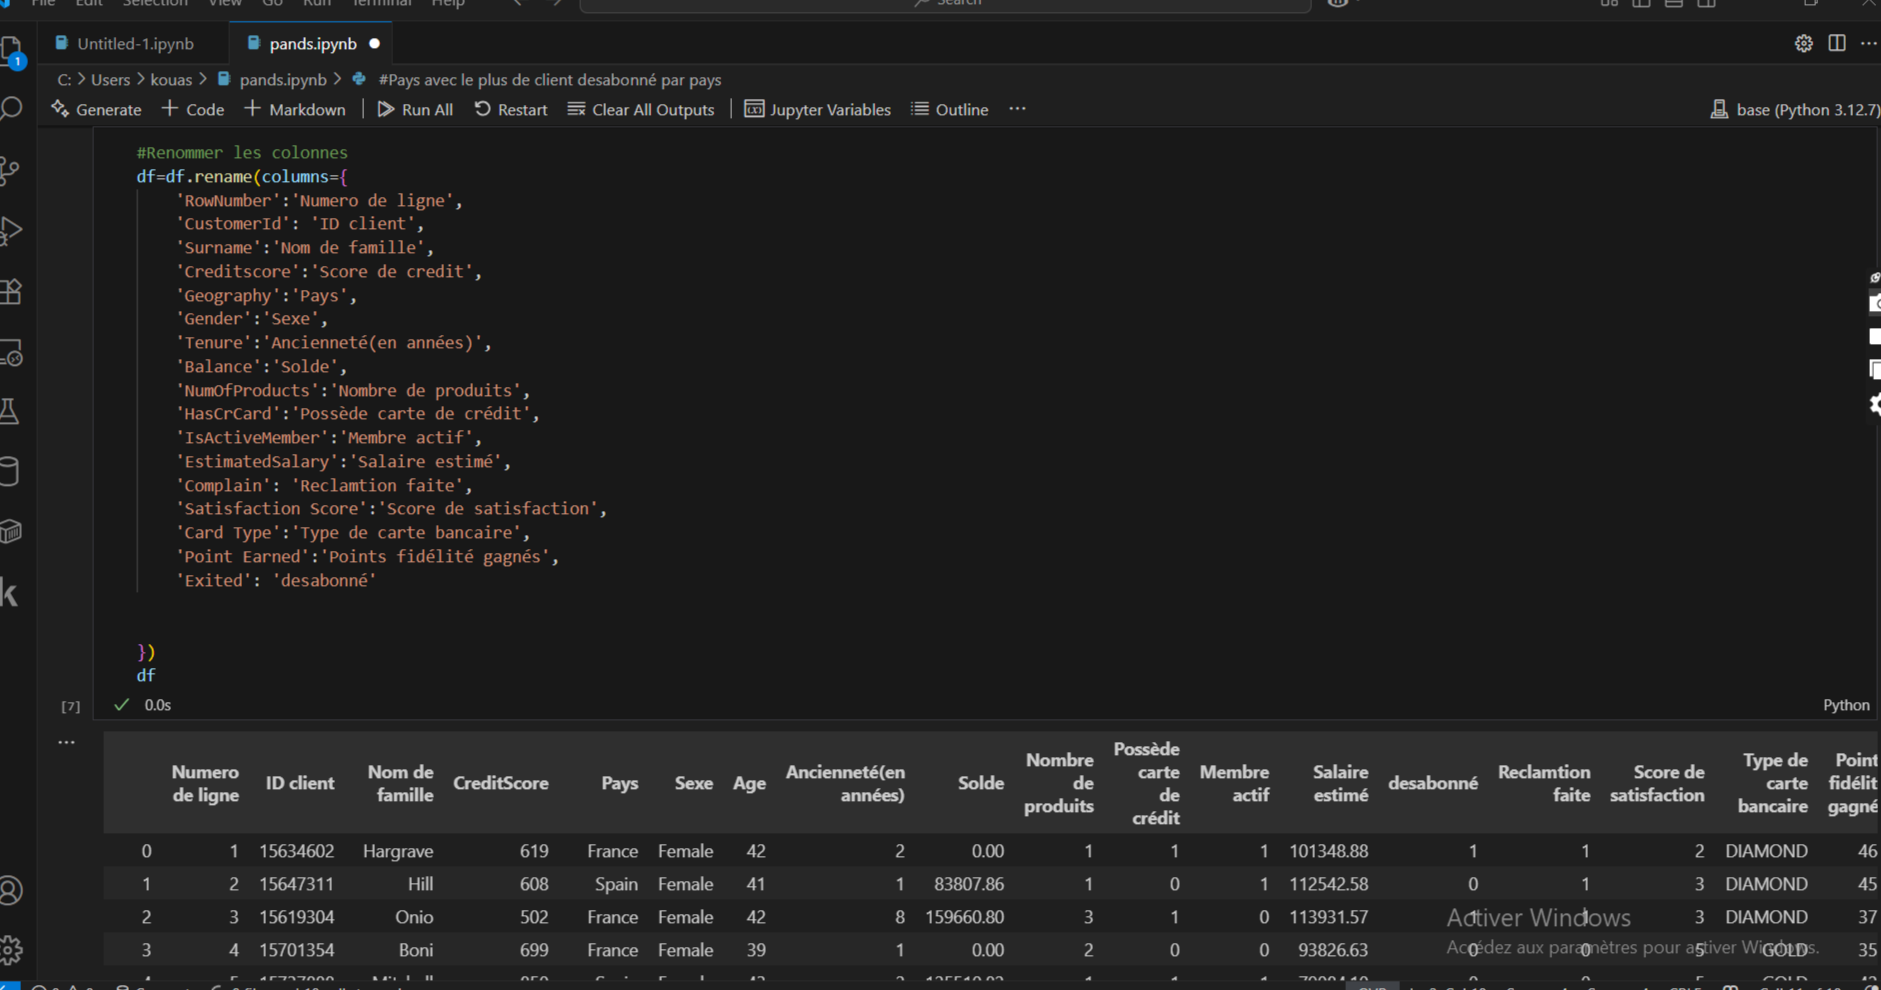 File Edit Selection View Go Run Terminal Help
Search
1
Untitled-1.ipynb
pands.ipynb
C: > Users > kouas > pands.ipynb > #Pays avec le plus de client desabonné par pays
Generate + Code + Markdown | Run All Restart Clear All Outputs | Jupyter Variables Outline ···
base (Python 3.12.7)
#Renommer les colonnes
df=df.rename(columns={
'RowNumber':'Numero de ligne',
'CustomerId': 'ID client',
'Surname':'Nom de famille',
'Creditscore':'Score de credit',
'Geography':'Pays',
'Gender':'Sexe',
'Tenure':'Ancienneté(en années)',
'Balance':'Solde',
'NumOfProducts':'Nombre de produits',
'HasCrCard':'Possède carte de crédit',
'IsActiveMember':'Membre actif',
'EstimatedSalary':'Salaire estimé',
'Complain': 'Reclamtion faite',
'Satisfaction Score':'Score de satisfaction',
'Card Type':'Type de carte bancaire',
'Point Earned':'Points fidélité gagnés',
'Exited': 'desabonné'
})
df
[7] ✓ 0.0s
Python
Numero de ligne ID client Nom de famille CreditScore Pays Sexe Age Ancienneté(en années) Solde Nombre de produits Possède carte de crédit Membre actif Salaire estimé desabonné Reclamtion faite Score de satisfaction Type de carte bancaire Point fidélit gagné
0 1 15634602 Hargrave 619 France Female 42 2 0.00 1 1 1 101348.88 1 1 2 DIAMOND 46
1 2 15647311 Hill 608 Spain Female 41 1 83807.86 1 0 1 112542.58 0 1 3 DIAMOND 45
2 3 15619304 Onio 502 France Female 42 8 159660.80 3 1 0 113931.57 1 1 3 DIAMOND 37
3 4 15701354 Boni 699 France Female 39 1 0.00 2 0 0 93826.63 0 0 5 GOLD 35
Activer Windows
Accédez aux paramètres pour activer Windows.